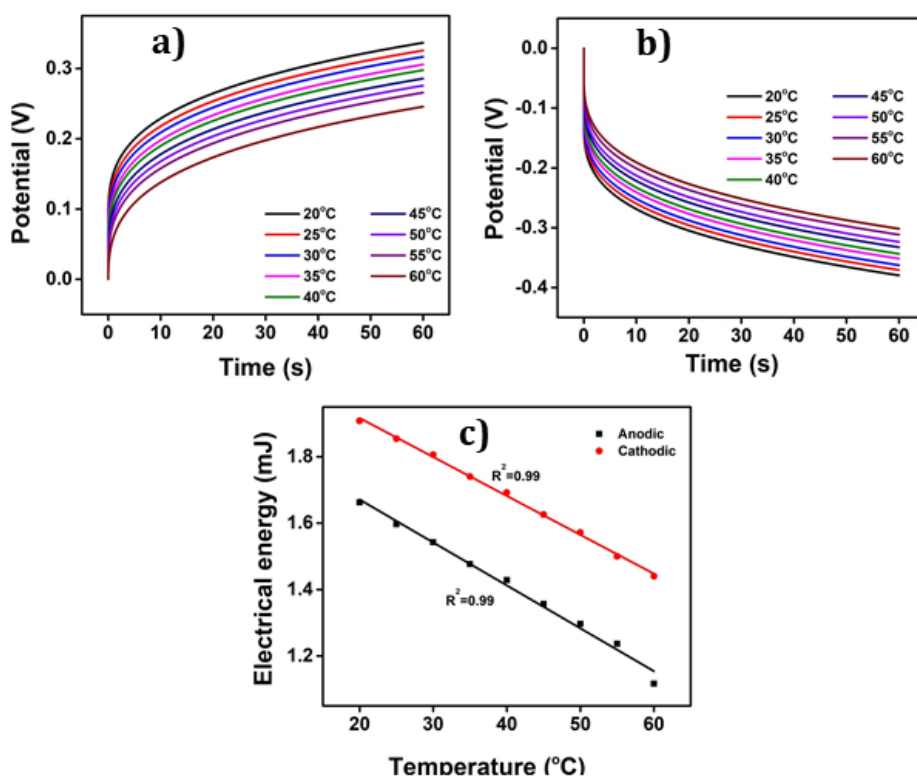 a)
Potential (V)
0.3
0.2
0.1
0.0
20°C 45°C
25°C 50°C
30°C 55°C
35°C 60°C
40°C
0 10 20 30 40 50 60
Time (s)
b)
Potential (V)
0.0
-0.1
-0.2
-0.3
-0.4
20°C 45°C
25°C 50°C
30°C 55°C
35°C 60°C
40°C
0 10 20 30 40 50 60
Time (s)
c)
Electrical energy (mJ)
1.8
1.6
1.4
1.2
Anodic
Cathodic
R²=0.99
R²=0.99
20 30 40 50 60
Temperature (°C)